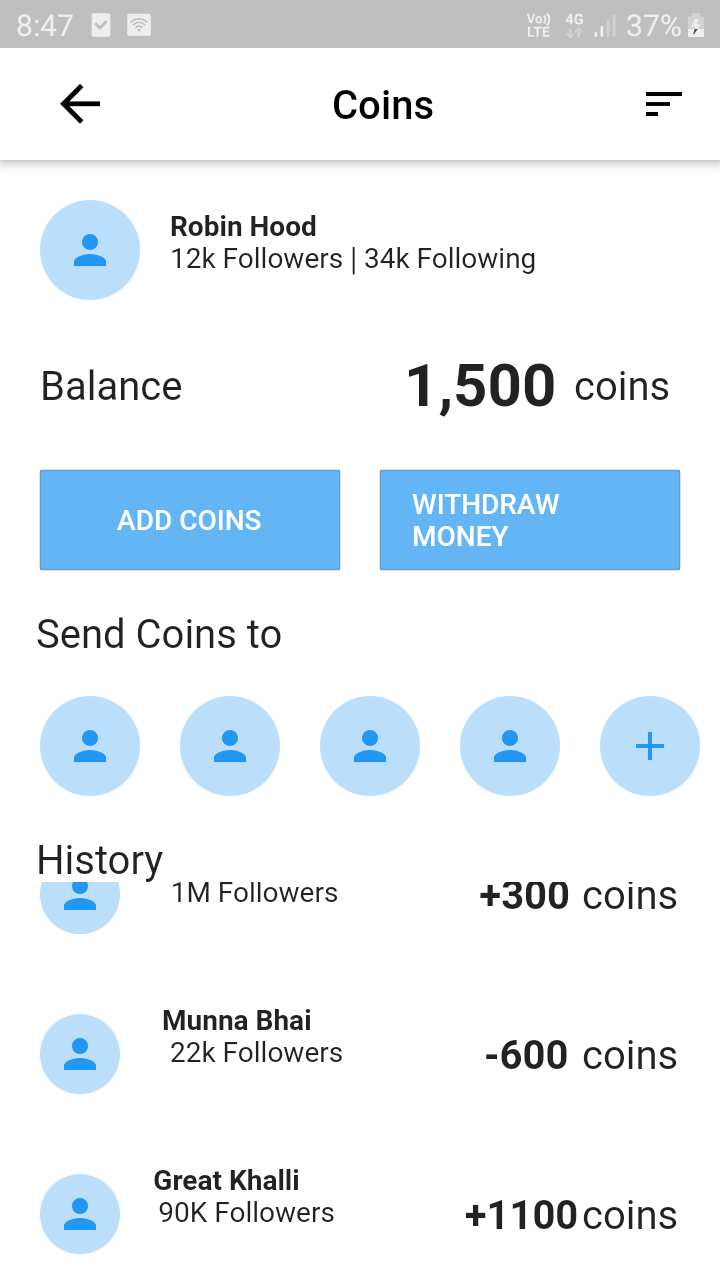 8:47 Vo)) LTE 4G 37%
Coins
Robin Hood
12k Followers | 34k Following
Balance 1,500 coins
ADD COINS
WITHDRAW
MONEY
Send Coins to
History
1M Followers +300 coins
Munna Bhai
22k Followers -600 coins
Great Khalli
90K Followers +1100 coins